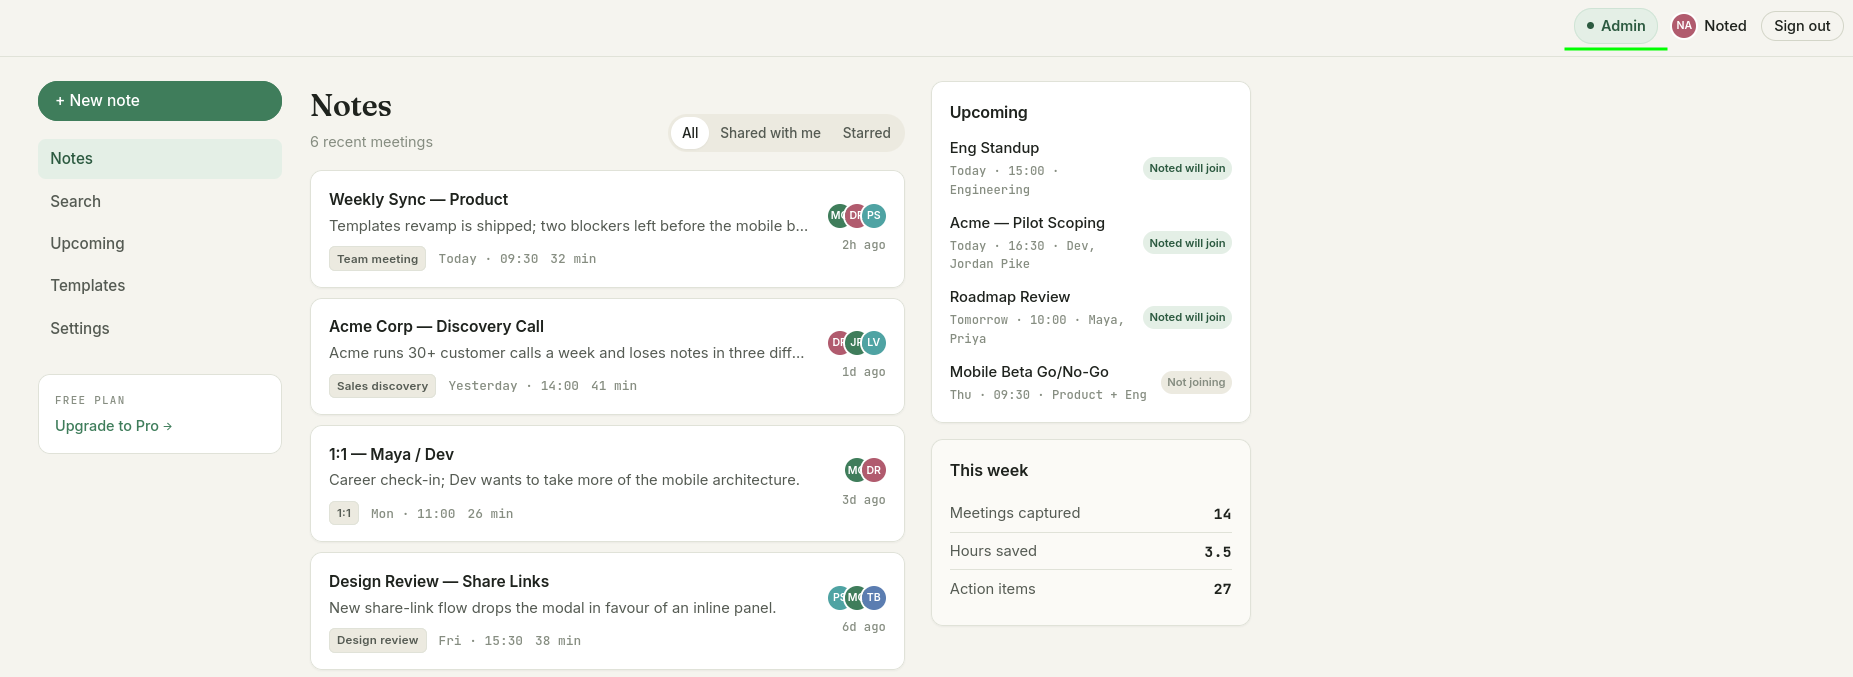 Admin
NA
Noted
Sign out
+ New note
Notes
Search
Upcoming
Templates
Settings
FREE PLAN
Upgrade to Pro →
Notes
6 recent meetings
All
Shared with me
Starred
Weekly Sync — Product
Templates revamp is shipped; two blockers left before the mobile b...
Team meeting
Today · 09:30 32 min
PS
2h ago
Acme Corp — Discovery Call
Acme runs 30+ customer calls a week and loses notes in three diff...
Sales discovery
Yesterday · 14:00 41 min
LV
1d ago
1:1 — Maya / Dev
Career check-in; Dev wants to take more of the mobile architecture.
1:1
Mon · 11:00 26 min
DR
3d ago
Design Review — Share Links
New share-link flow drops the modal in favour of an inline panel.
Design review
Fri · 15:30 38 min
TB
6d ago
Upcoming
Eng Standup
Today · 15:00 ·
Engineering
Noted will join
Acme — Pilot Scoping
Today · 16:30 · Dev,
Jordan Pike
Noted will join
Roadmap Review
Tomorrow · 10:00 · Maya,
Priya
Noted will join
Mobile Beta Go/No-Go
Thu · 09:30 · Product + Eng
Not joining
This week
Meetings captured 14
Hours saved 3.5
Action items 27